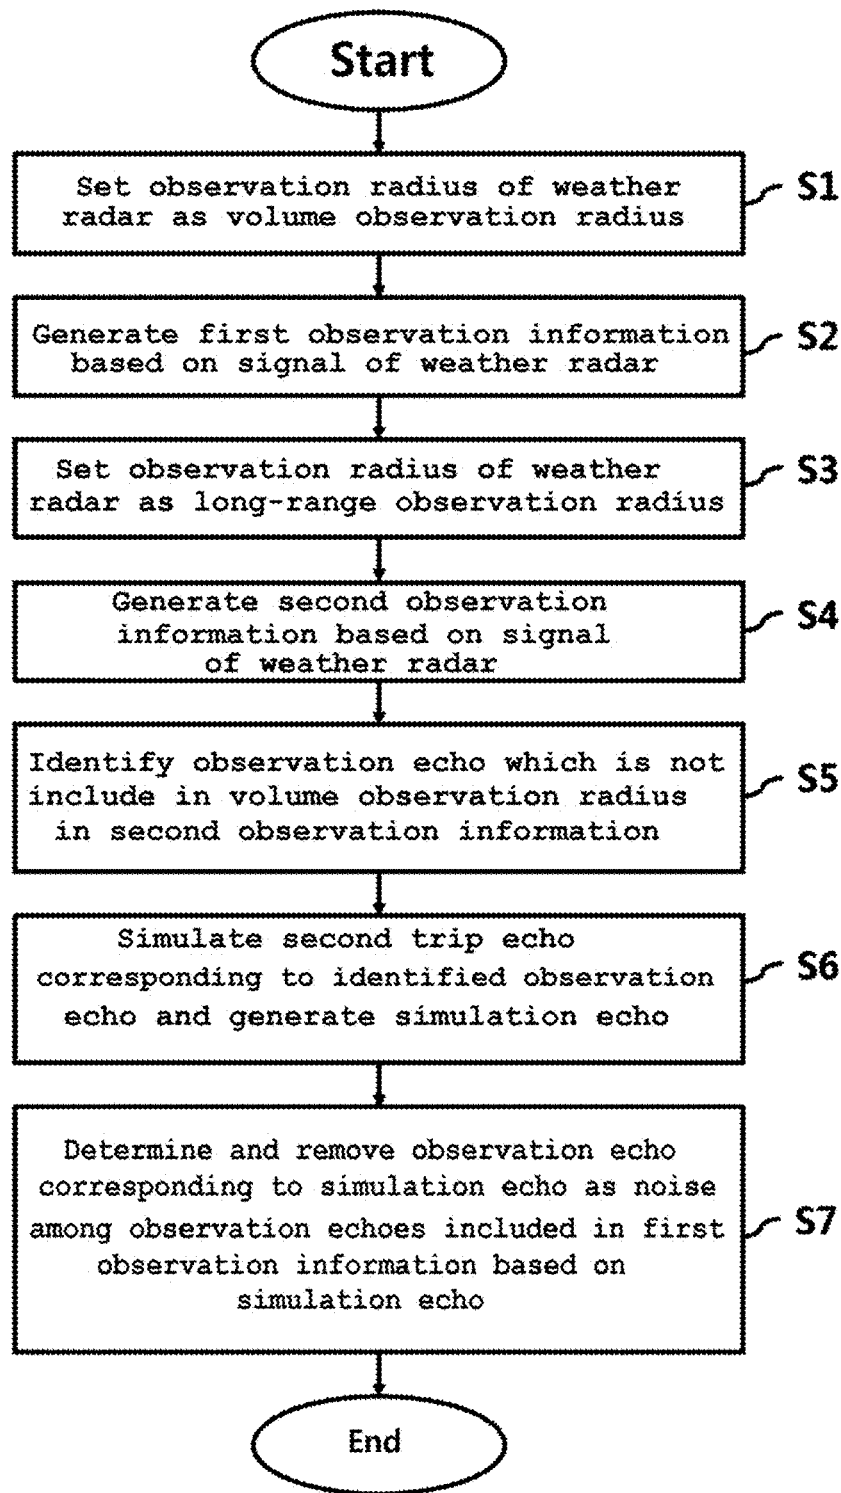 Start
Set observation radius of weather
radar as volume observation radius
S1
Generate first observation information
based on signal of weather radar
S2
Set observation radius of weather
radar as long-range observation radius
S3
Generate second observation
information based on signal
of weather radar
S4
Identify observation echo which is not
include in volume observation radius
in second observation information
S5
Simulate second trip echo
corresponding to identified observation
echo and generate simulation echo
S6
Determine and remove observation echo
corresponding to simulation echo as noise
among observation echoes included in first
observation information based on
simulation echo
S7
End